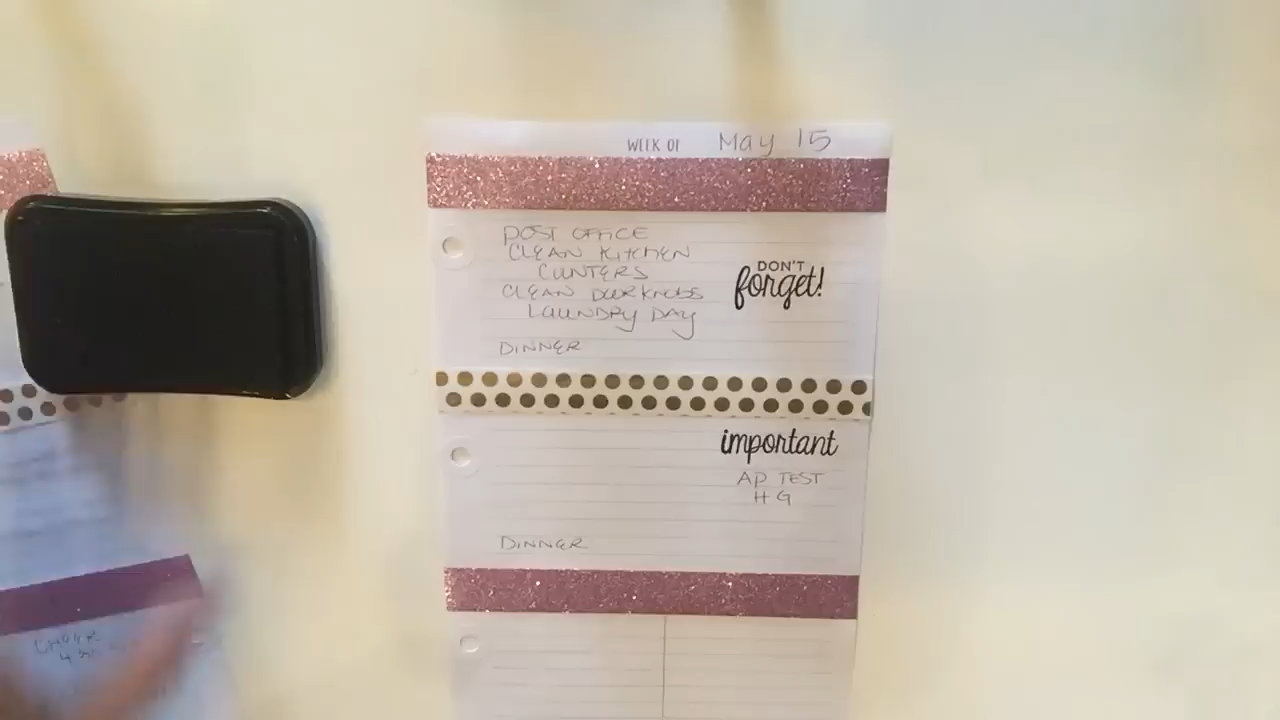 WEEK OF May 15
POST OFFICE
CLEAN KITCHEN
CUNTERS
CLEAN DOORKNOBS
LAUNDRY DAY
DON'T
forget!
DINNER
important
AP TEST
HG
DINNER